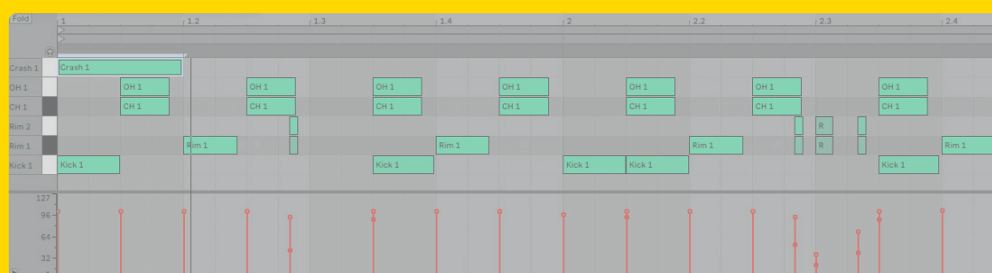 Fold 1 1.2 1.3 1.4 2 2.2 2.3 2.4
Crash 1 Crash 1
OH 1 OH 1 OH 1 OH 1 OH 1 OH 1 OH 1 OH 1
CH 1 CH 1 CH 1 CH 1 CH 1 CH 1 CH 1 CH 1
Rim 2 R
Rim 1 Rim 1 Rim 1 Rim 1 R Rim 1
Kick 1 Kick 1 Kick 1 Kick 1 Kick 1 Kick 1
127
96
64
32